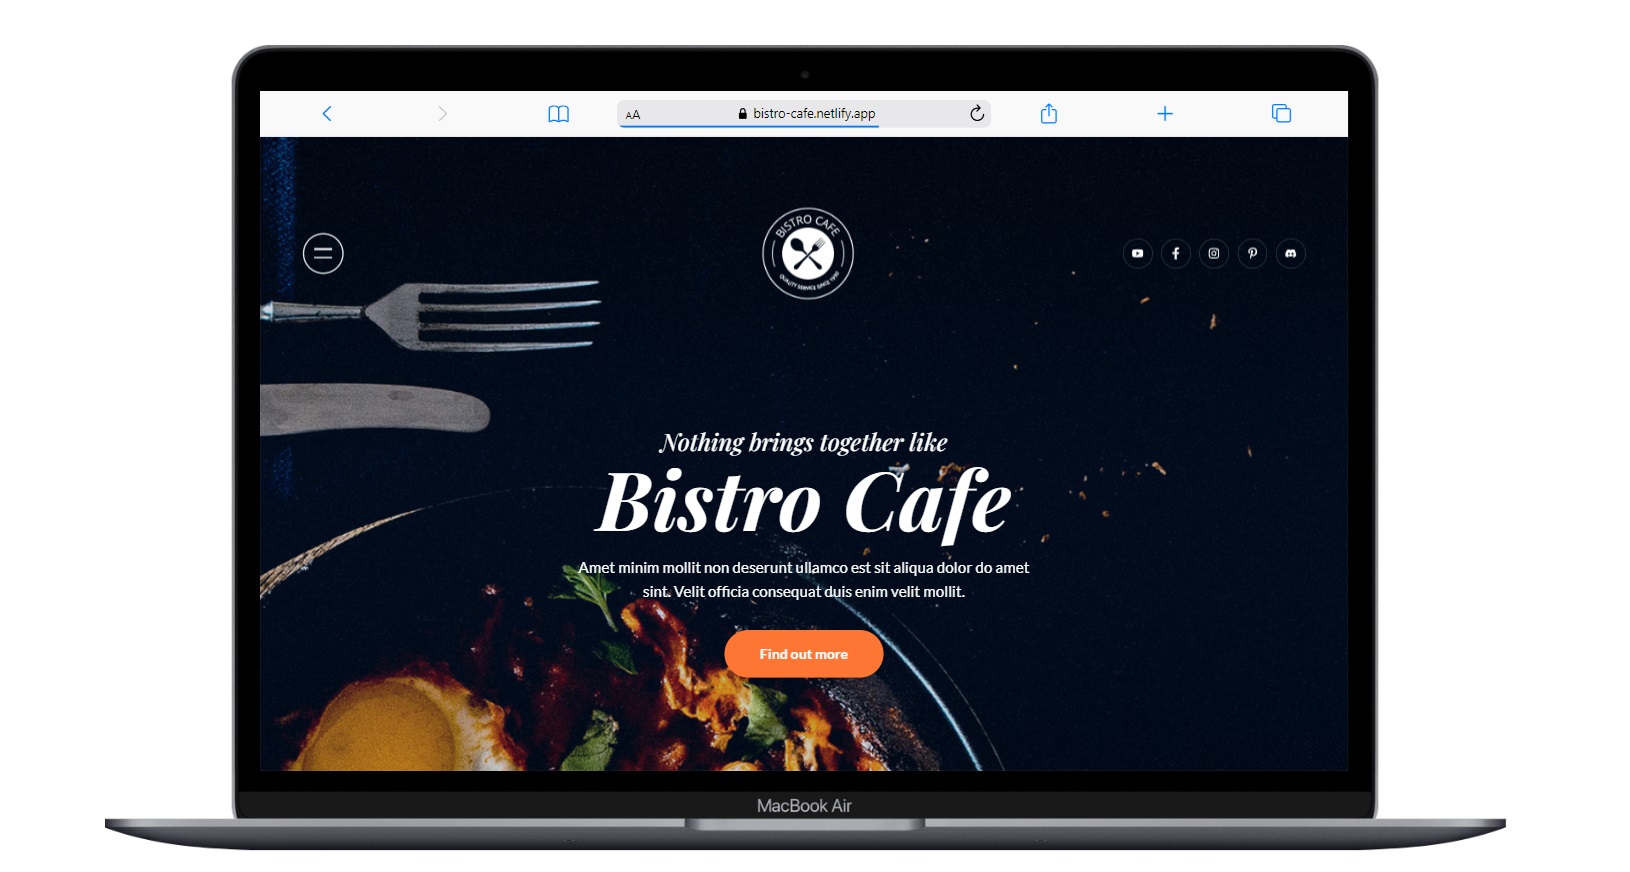 AA
bistro-cafe.netlify.app
BISTRO CAFE
QUALITY SERVICE SINCE 1990
Nothing brings together like
Bistro Cafe
Amet minim mollit non deserunt ullamco est sit aliqua dolor do amet
sint. Velit officia consequat duis enim velit mollit.
Find out more
MacBook Air